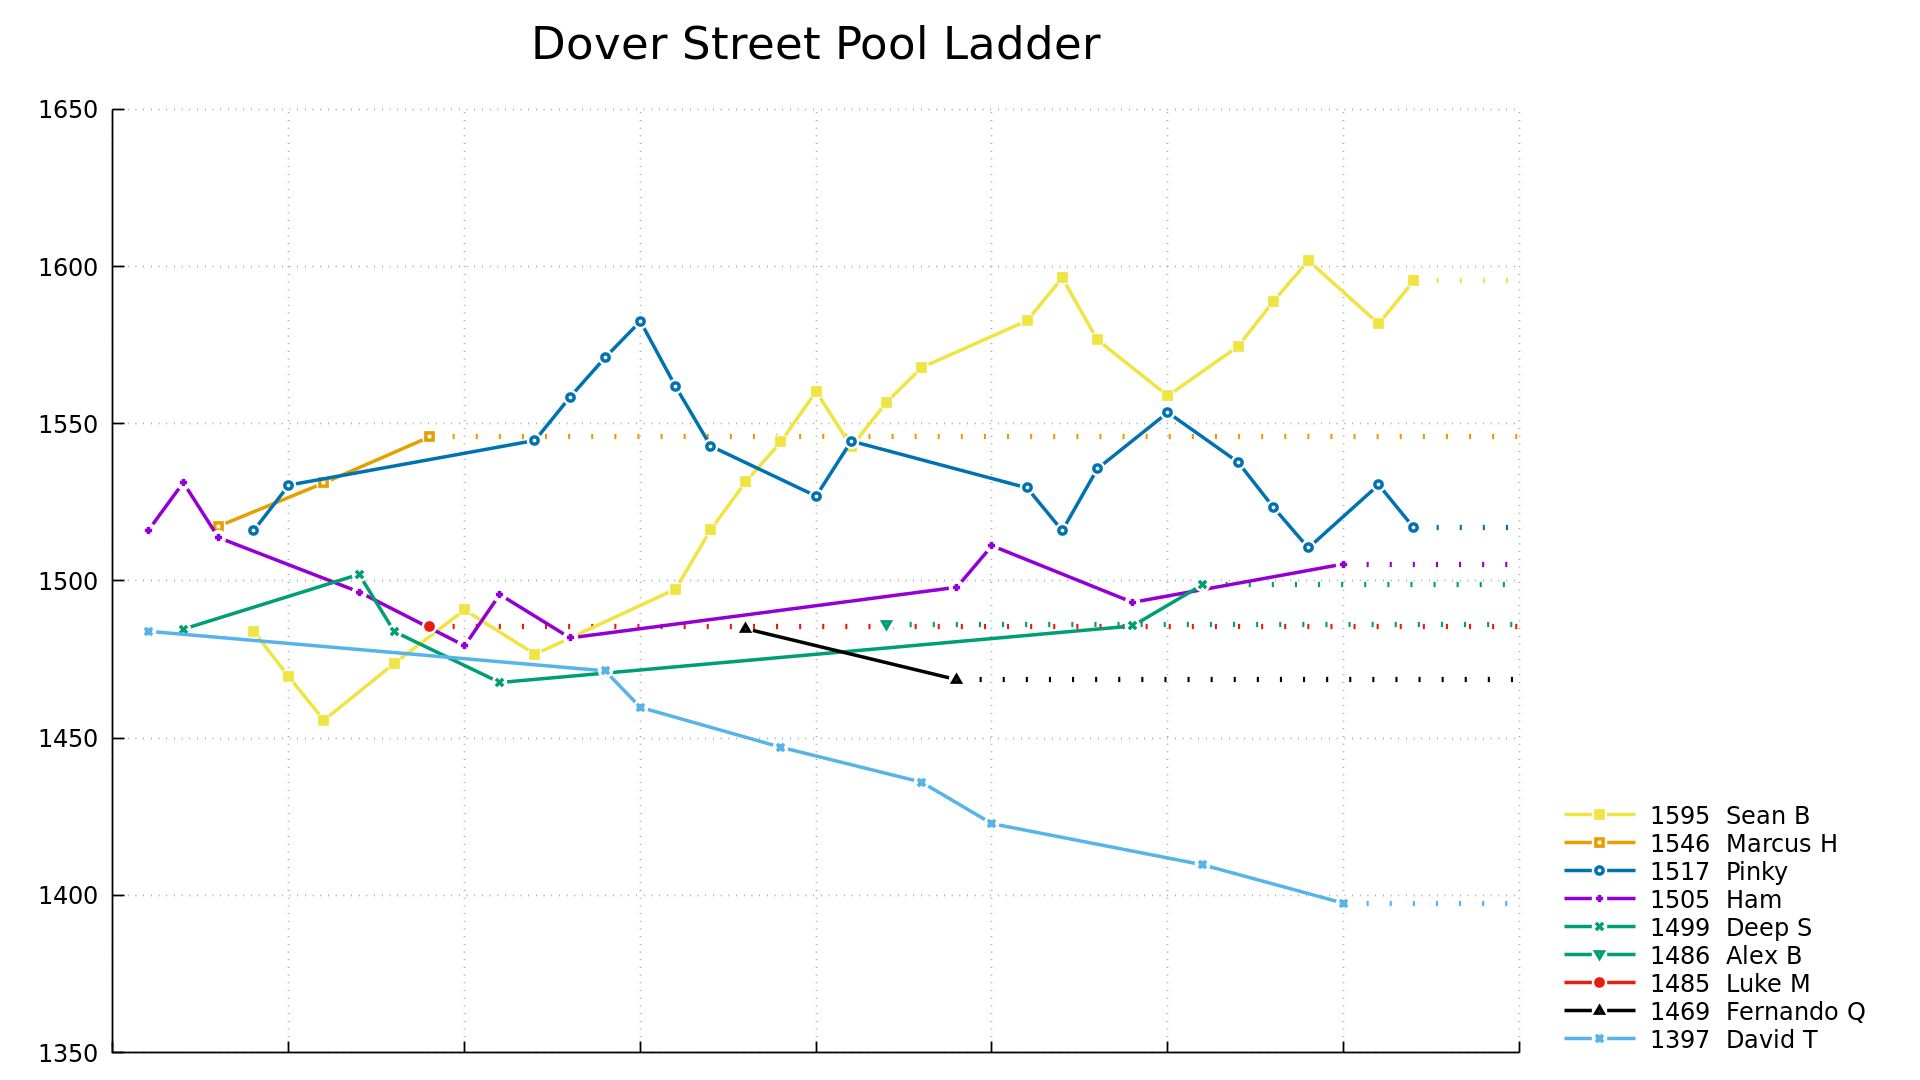 Dover Street Pool Ladder
1650
1600
1550
1500
1450
1400
1350
1595 Sean B
1546 Marcus H
1517 Pinky
1505 Ham
1499 Deep S
1486 Alex B
1485 Luke M
1469 Fernando Q
1397 David T